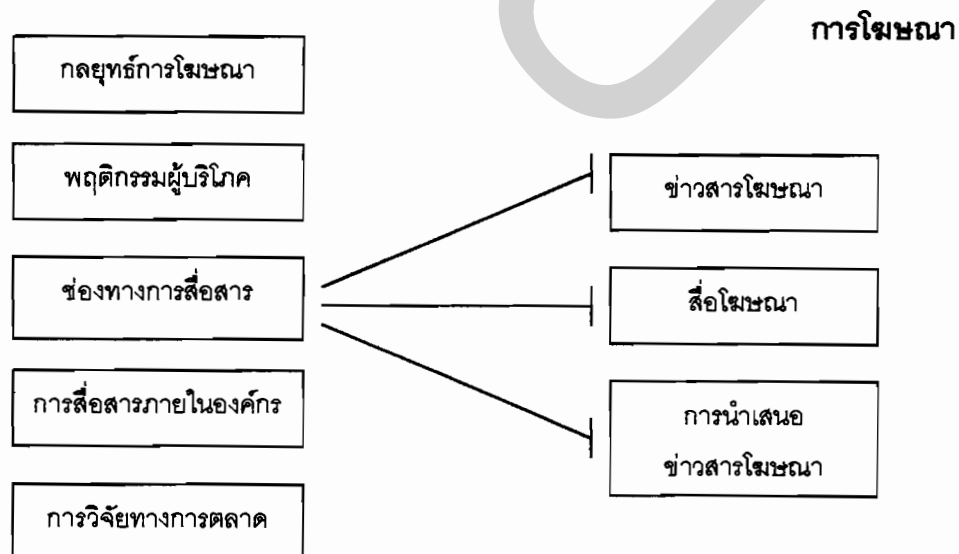 การโฆษณา
กลยุทธ์การโฆษณา
พฤติกรรมผู้บริโภค
ช่องทางการสื่อสาร
การสื่อสารภายในองค์กร
การวิจัยทางการตลาด
ข่าวสารโฆษณา
สื่อโฆษณา
การนำเสนอ
ข่าวสารโฆษณา